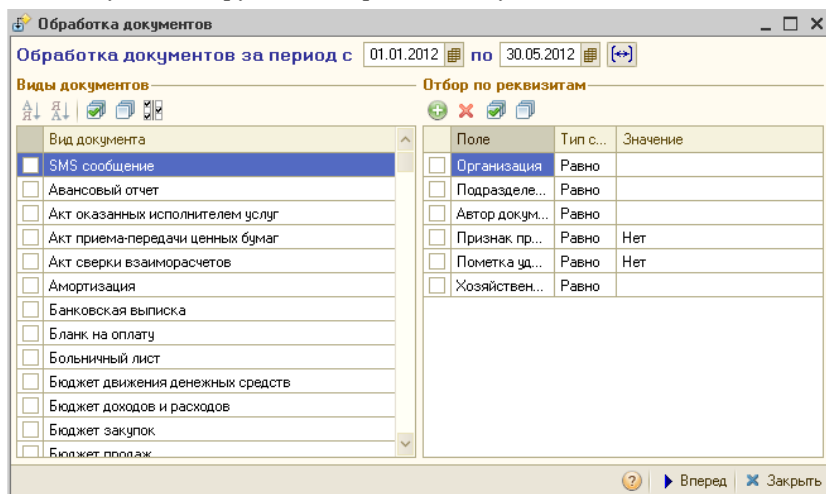 Обработка документов
Обработка документов за период с 01.01.2012 по 30.05.2012
Виды документов
Отбор по реквизитам
Вид документа
Поле Тип с... Значение
SMS сообщение
Организация Равно
Авансовый отчет
Подразделе... Равно
Акт оказанных исполнителем услуг
Автор докум... Равно
Акт приема-передачи ценных бумаг
Признак пр... Равно Нет
Акт сверки взаиморасчетов
Пометка уд... Равно Нет
Амортизация
Хозяйствен... Равно
Банковская выписка
Бланк на оплату
Больничный лист
Бюджет движения денежных средств
Бюджет доходов и расходов
Бюджет закупок
Бюджет продаж
Вперед Закрыть